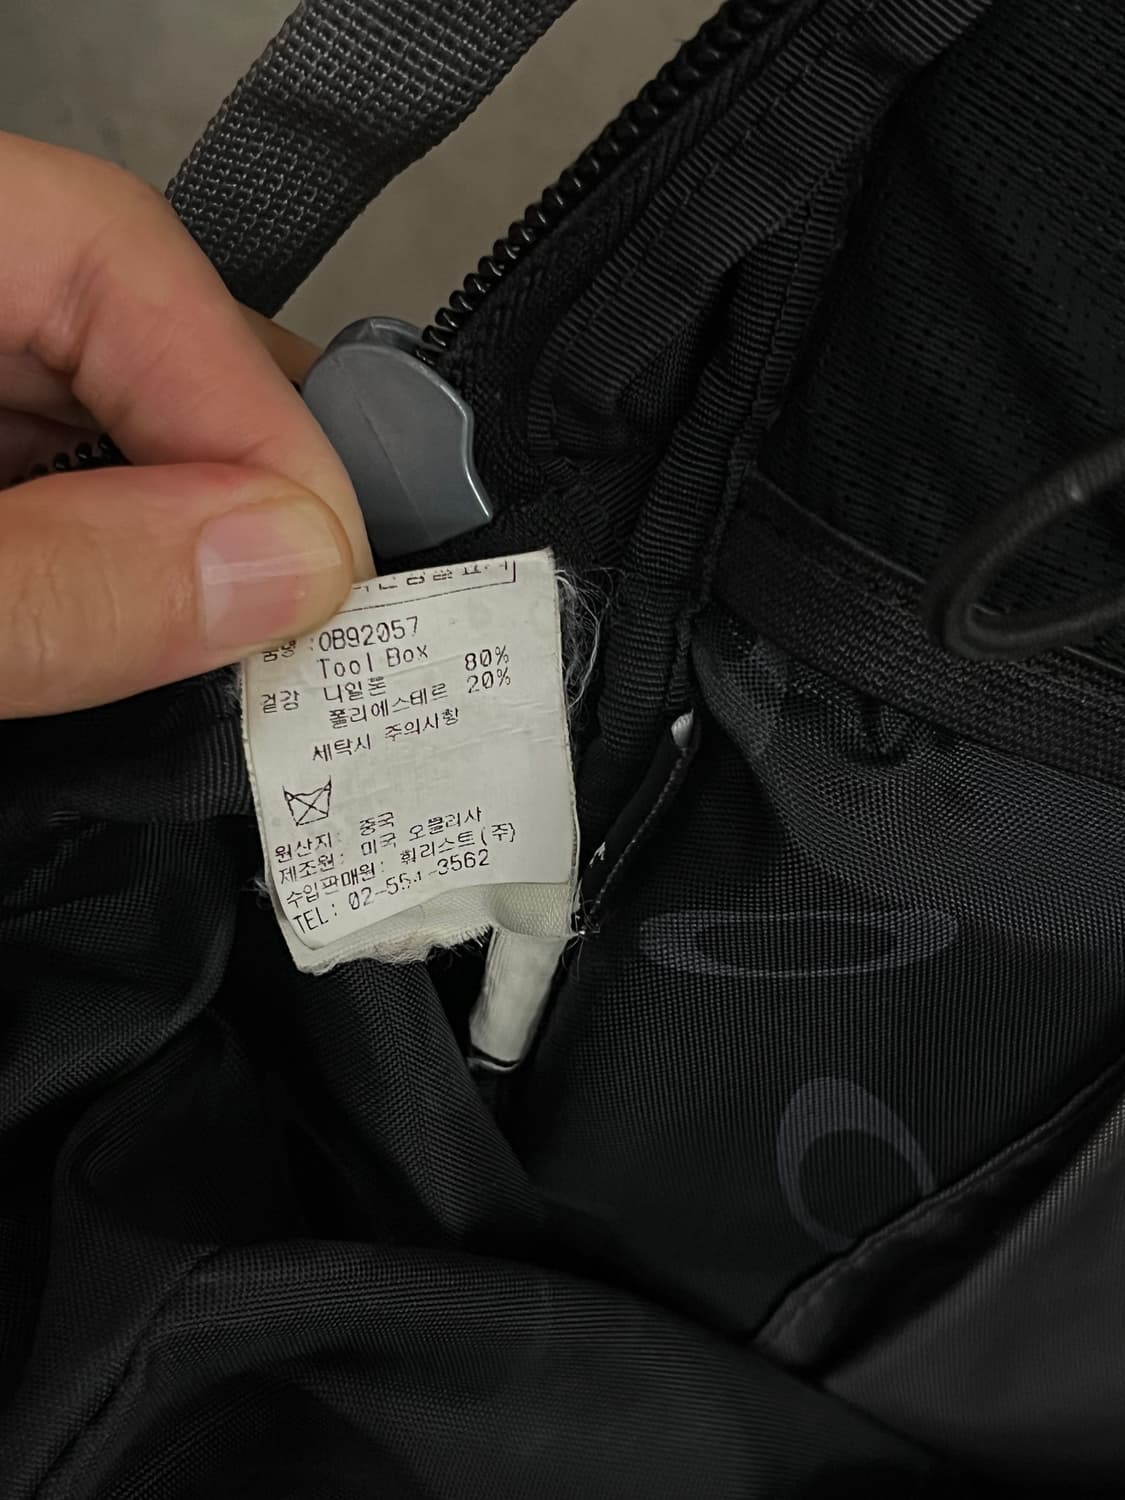 품명 :OB92057
Tool Box
겉감 나일론 80%
폴리에스테르 20%
세탁시 주의사항
원산지: 중국
제조원: 미국 오클리사
수입판매원: 훠리스트(주)
TEL: 02-551-3562